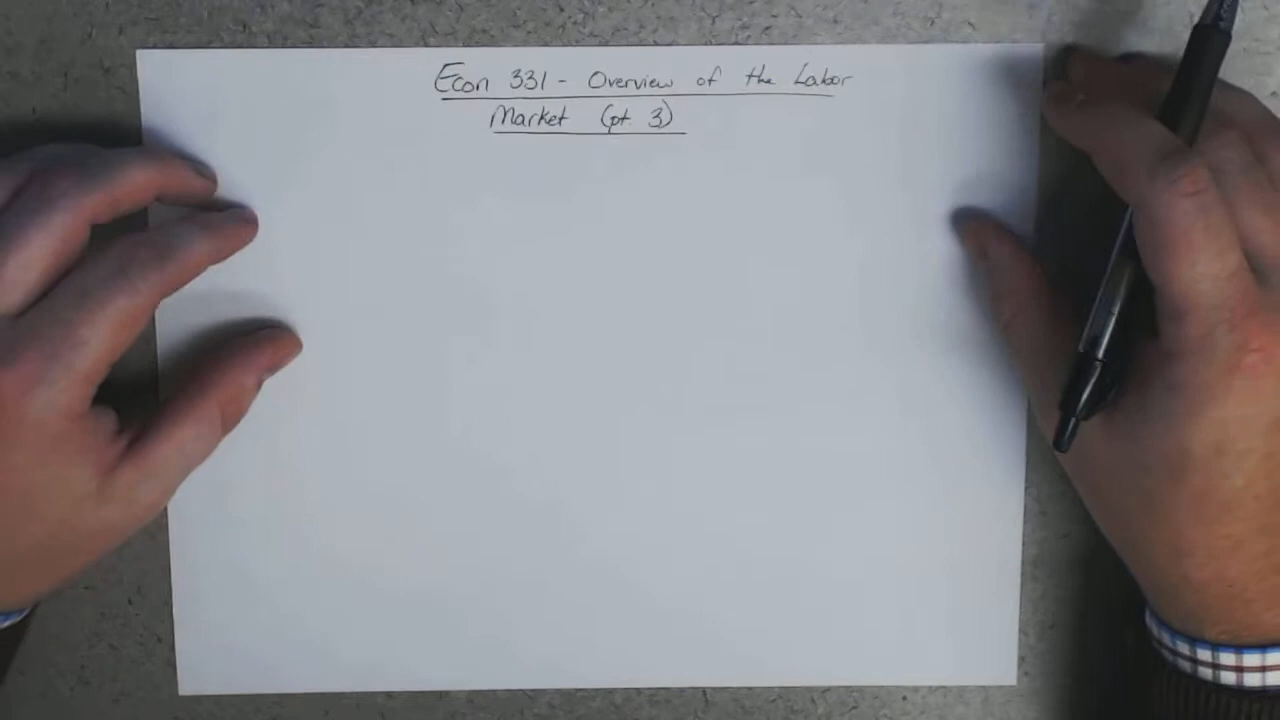 Econ 331 - Overview of the Labor
Market (pt. 3)